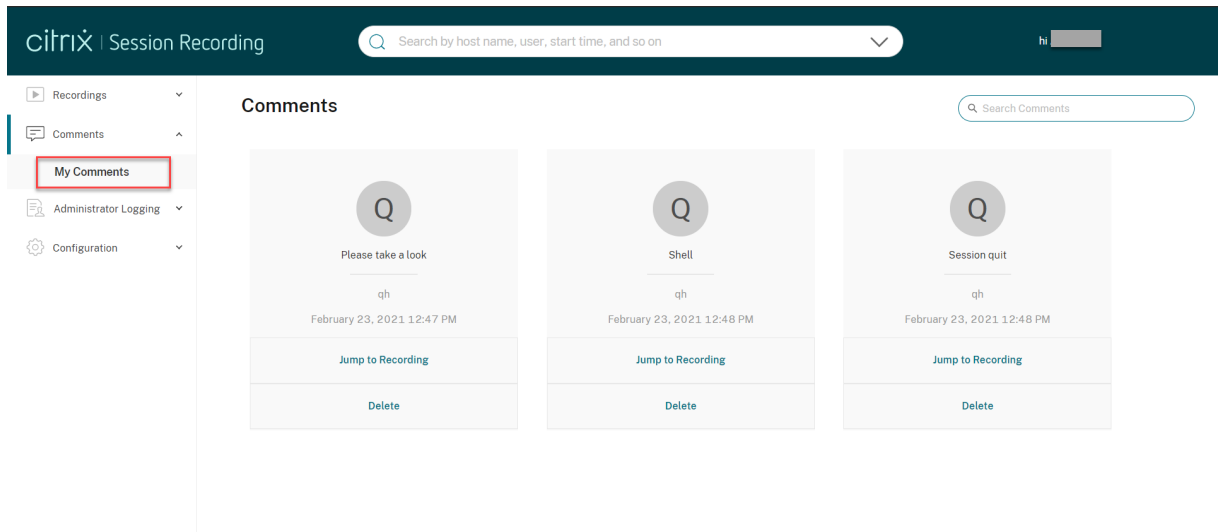 citrix | Session Recording
Search by host name, user, start time, and so on
hi
Recordings
Comments
My Comments
Administrator Logging
Configuration
Comments
Search Comments
Q
Please take a look
qh
February 23, 2021 12:47 PM
Jump to Recording
Delete
Q
Shell
qh
February 23, 2021 12:48 PM
Jump to Recording
Delete
Q
Session quit
qh
February 23, 2021 12:48 PM
Jump to Recording
Delete